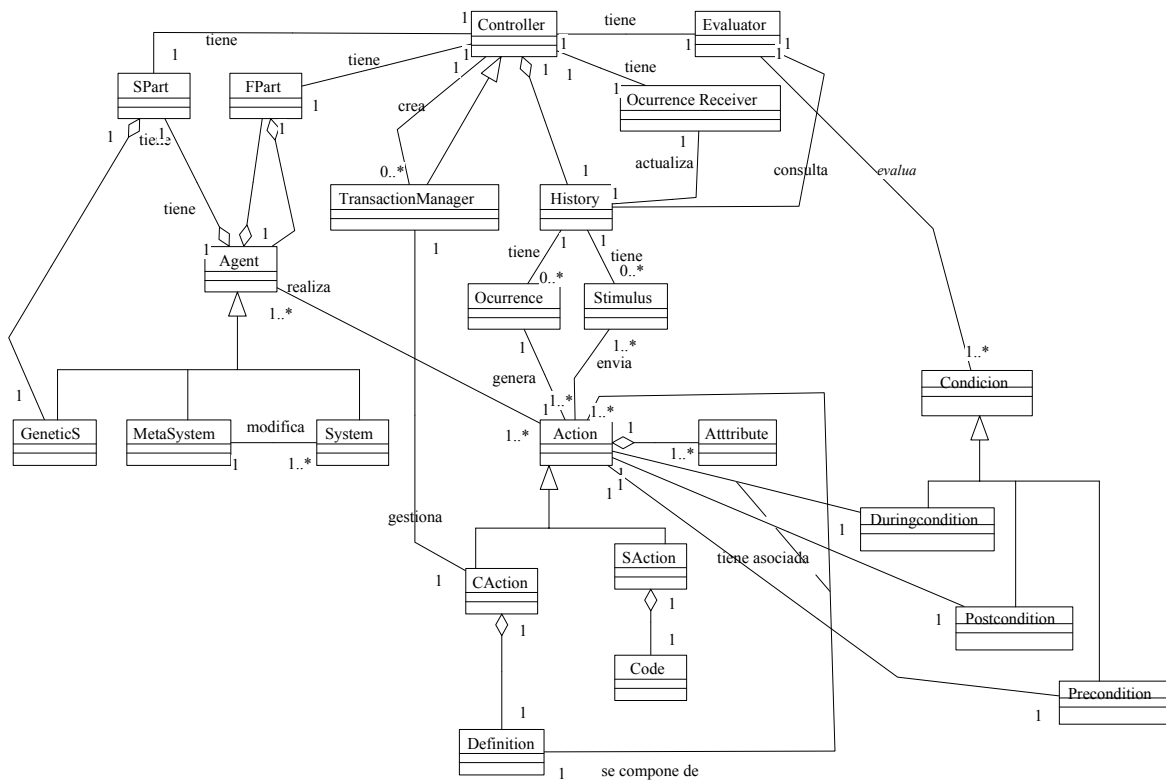 Controller
1
tiene
Evaluator
tiene
1
1
1
1
1
1
1
1
SPart
FPart
tiene
1
1
tiene
1
Ocurrence Receiver
1
1
tiene
1
1
crea
actualiza
consulta
evalua
0..*
TransactionManager
1
History
1
tiene
1
1
1
1
Agent
tiene
tiene
0..*
0..*
realiza
Ocurrence
Stimulus
1..*
1
1..*
genera
envia
1..*
Condicion
1
1
1..*
1..*
GeneticS
MetaSystem
modifica
System
1
1..*
1..*
Action
1
Atttribute
1..*
1
1
1
gestiona
Duringcondition
1
tiene asociada
1
CAction
SAction
1
1
1
Code
1
Postcondition
Precondition
1
1
Definition
1
se compone de